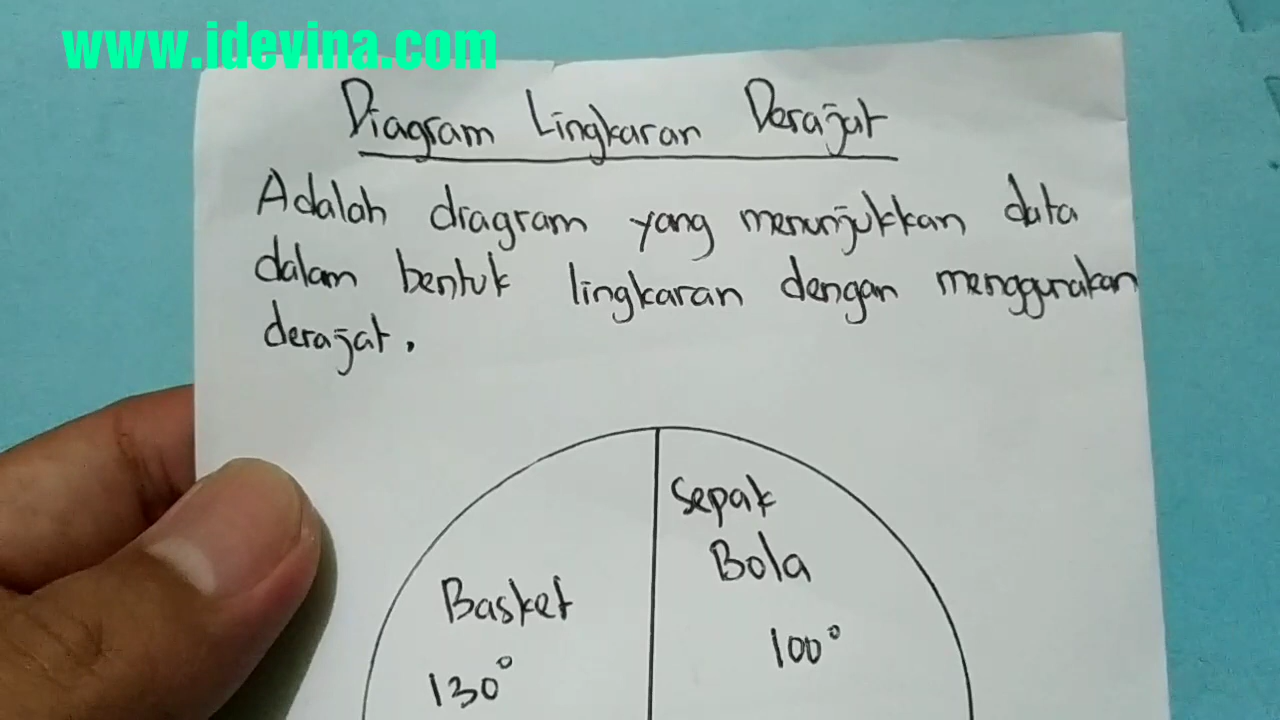 www.idevina.com
Diagram Lingkaran Derajat
Adalah diagram yang menunjukkan data
dalam bentuk lingkaran dengan menggunakan
derajat.
Sepak
Bola
100°
Basket
130°